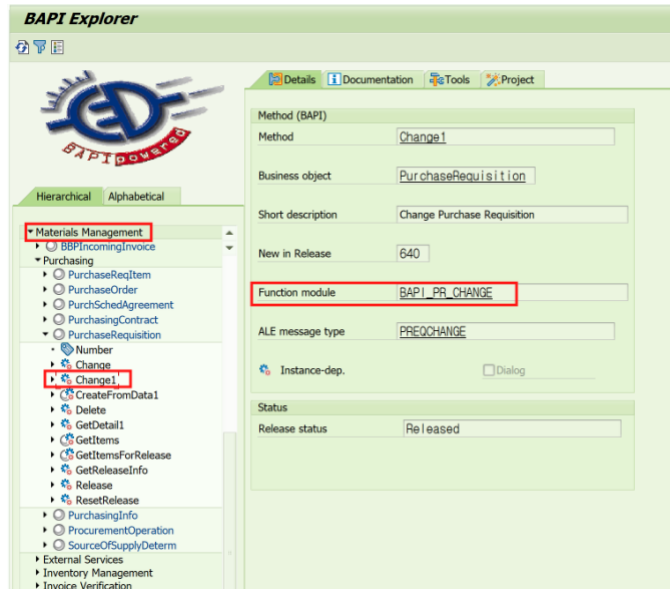 BAPI Explorer
Details
Documentation
Tools
Project
BAPIpowered
Hierarchical
Alphabetical
Materials Management
BBPIncomingInvoice
Purchasing
PurchaseReqItem
PurchaseOrder
PurchSchedAgreement
PurchasingContract
PurchaseRequisition
Number
Change
Change1
CreateFromData1
Delete
GetDetail1
GetItems
GetItemsForRelease
GetReleaseInfo
Release
ResetRelease
PurchasingInfo
ProcurementOperation
SourceOfSupplyDeterm
External Services
Inventory Management
Invoice Verification
Method (BAPI)
Method Change1
Business object PurchaseRequisition
Short description Change Purchase Requisition
New in Release 640
Function module BAPI_PR_CHANGE
ALE message type PREQCHANGE
Instance-dep. Dialog
Status
Release status Released